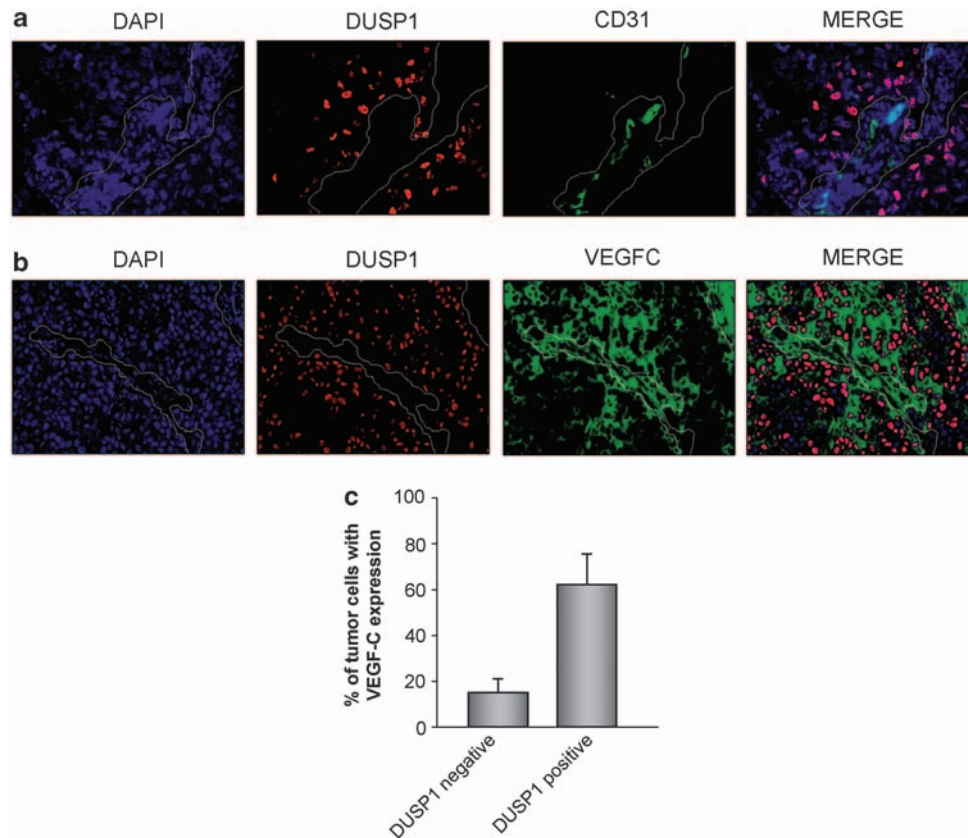 a
DAPI
DUSP1
CD31
MERGE
b
DAPI
DUSP1
VEGFC
MERGE
c
% of tumor cells with
VEGF-C expression
100
80
60
40
20
0
DUSP1 negative
DUSP1 positive